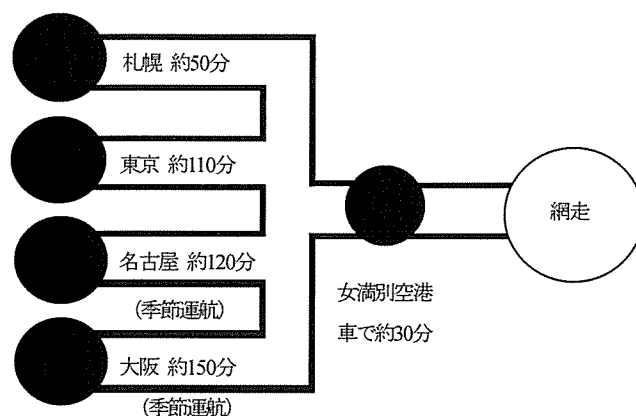 札幌 約50分
東京 約110分
名古屋 約120分
(季節運航)
大阪 約150分
(季節運航)
女満別空港
車で約30分
網走